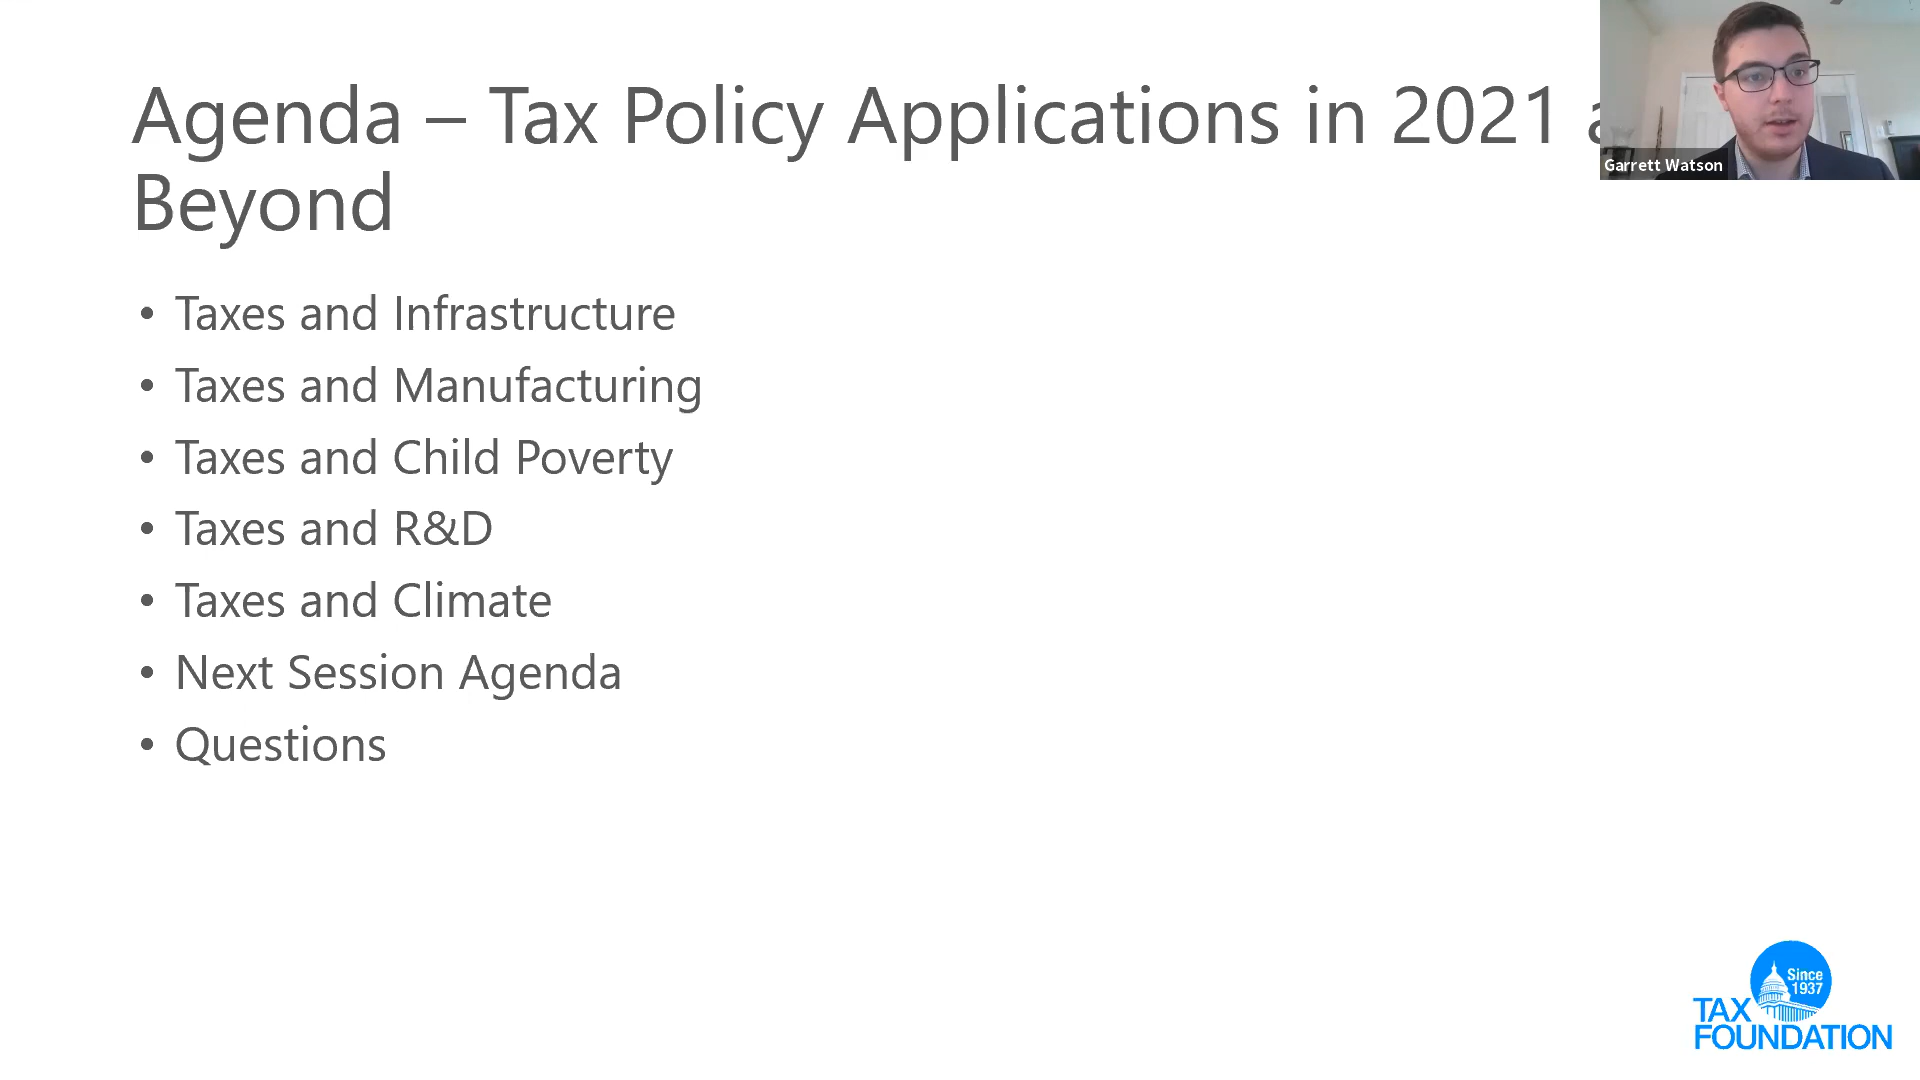 Agenda – Tax Policy Applications in 2021
Beyond
• Taxes and Infrastructure
• Taxes and Manufacturing
• Taxes and Child Poverty
• Taxes and R&D
• Taxes and Climate
• Next Session Agenda
• Questions
Garrett Watson
Since
1937
TAX
FOUNDATION